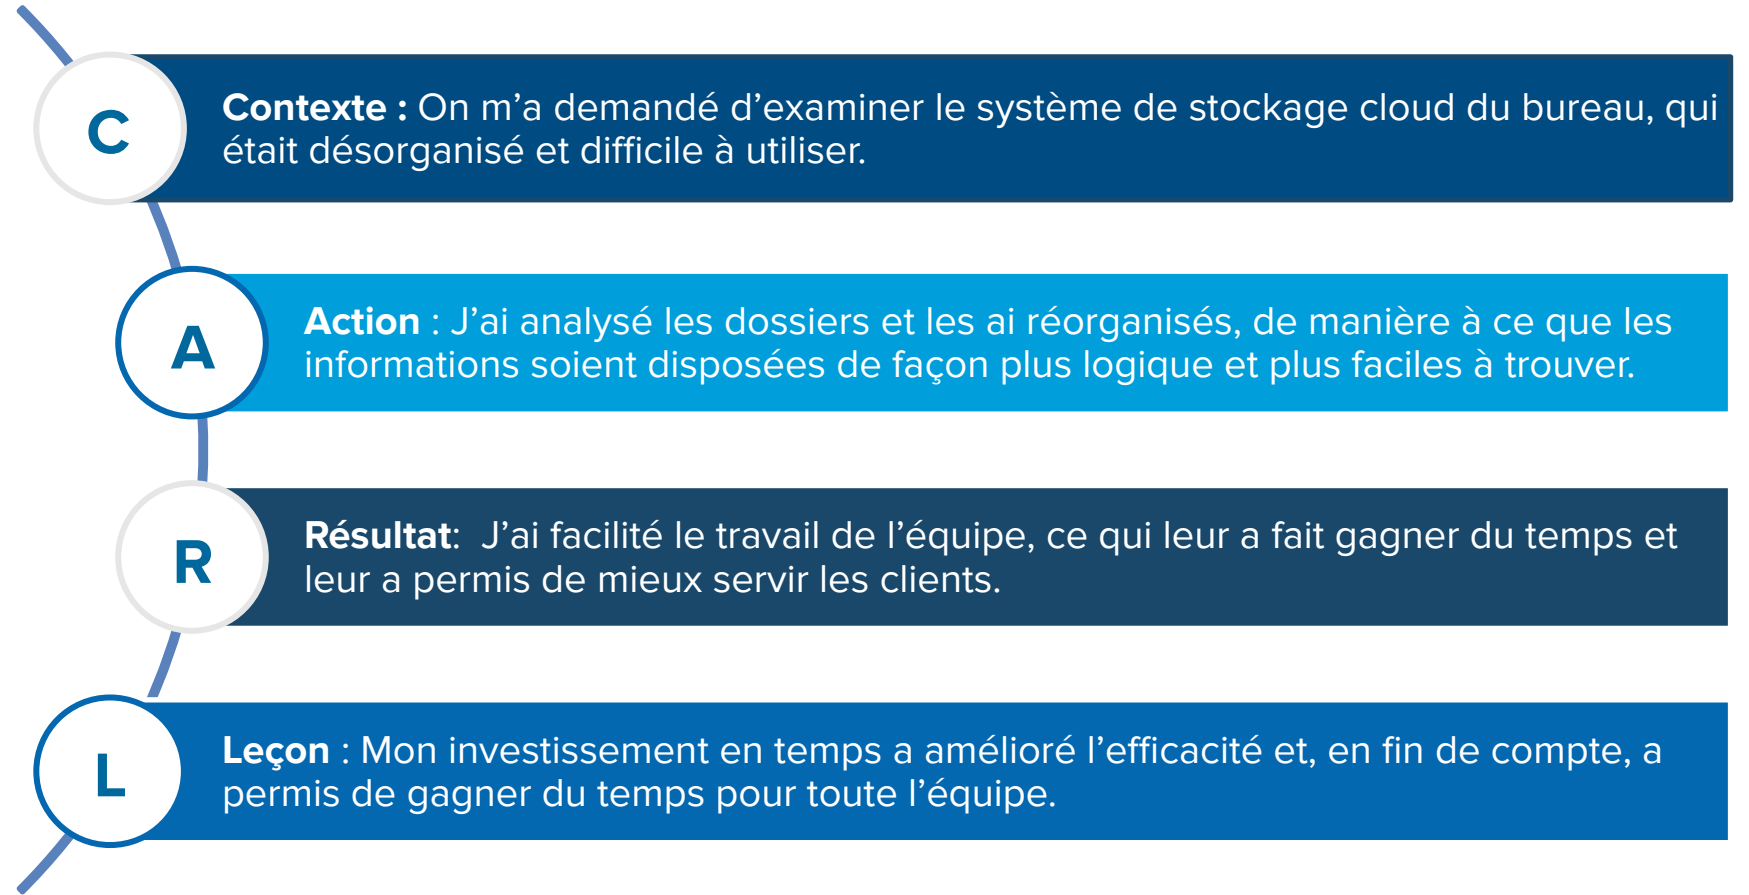 C
Contexte : On m’a demandé d’examiner le système de stockage cloud du bureau, qui
était désorganisé et difficile à utiliser.
A
Action : J’ai analysé les dossiers et les ai réorganisés, de manière à ce que les
informations soient disposées de façon plus logique et plus faciles à trouver.
R
Résultat:  J’ai facilité le travail de l’équipe, ce qui leur a fait gagner du temps et
leur a permis de mieux servir les clients.
L
Leçon : Mon investissement en temps a amélioré l’efficacité et, en fin de compte, a
permis de gagner du temps pour toute l’équipe.